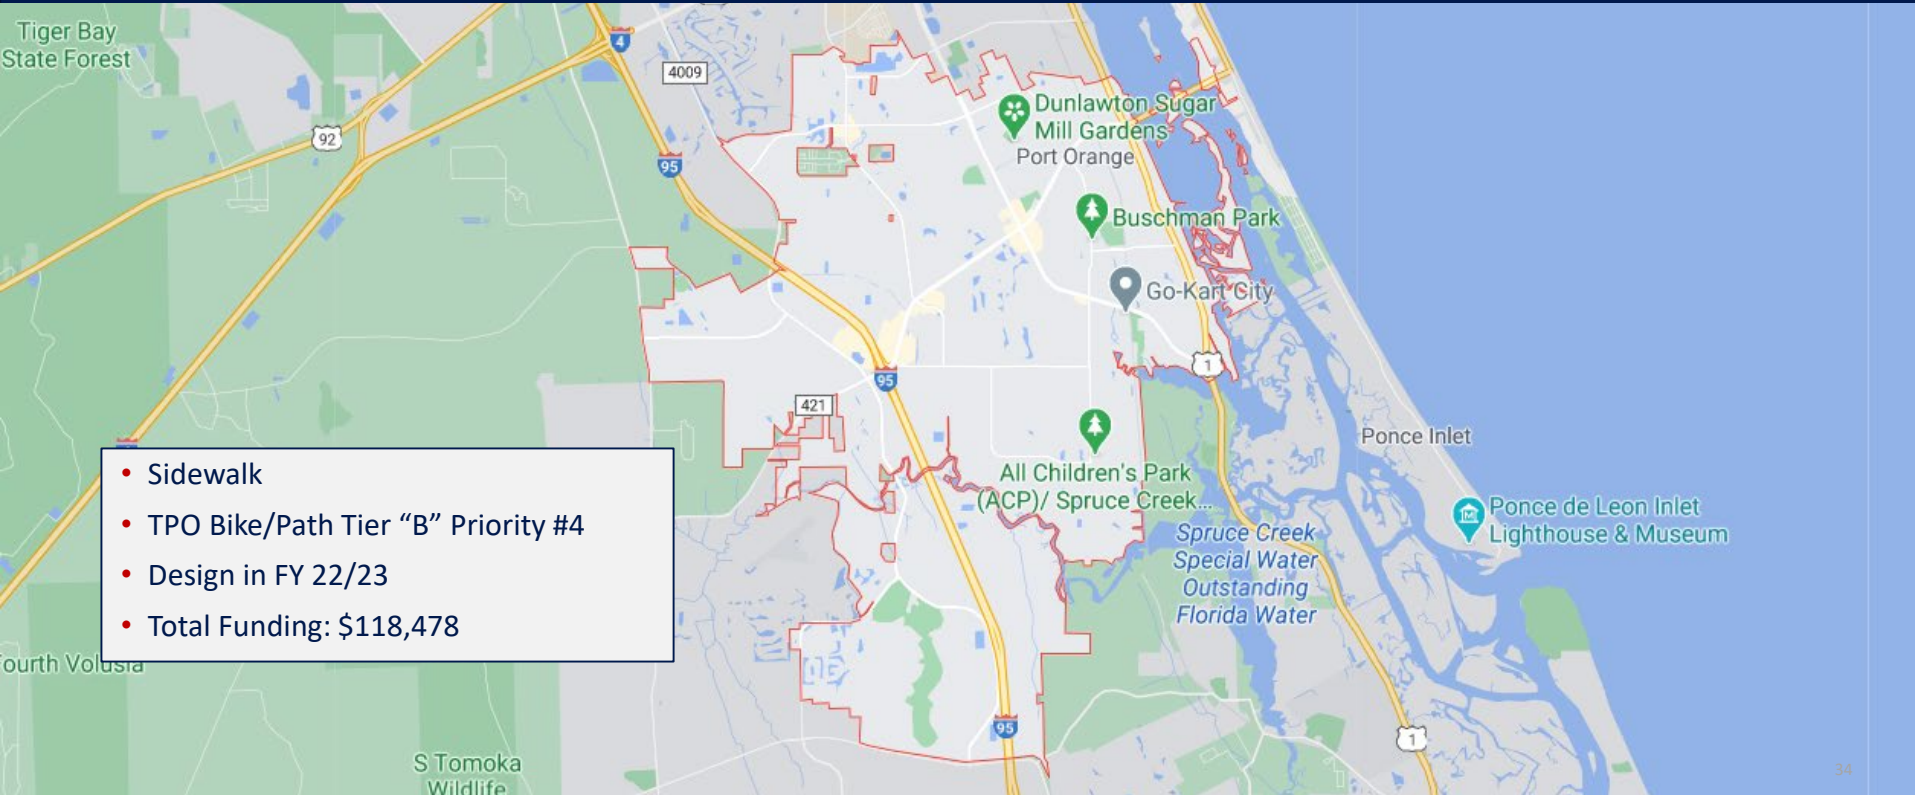 Tiger Bay
State Forest
4
4009
92
95
Dunlawton Sugar
Mill Gardens
Port Orange
Buschman Park
Go-Kart City
1
95
421
Ponce Inlet
All Children's Park
(ACP)/ Spruce Creek...
Ponce de Leon Inlet
Lighthouse & Museum
Spruce Creek
Special Water
Outstanding
Florida Water
• Sidewalk
• TPO Bike/Path Tier “B” Priority #4
• Design in FY 22/23
• Total Funding: $118,478
ourth Volusia
95
1
S Tomoka
Wildlife
34